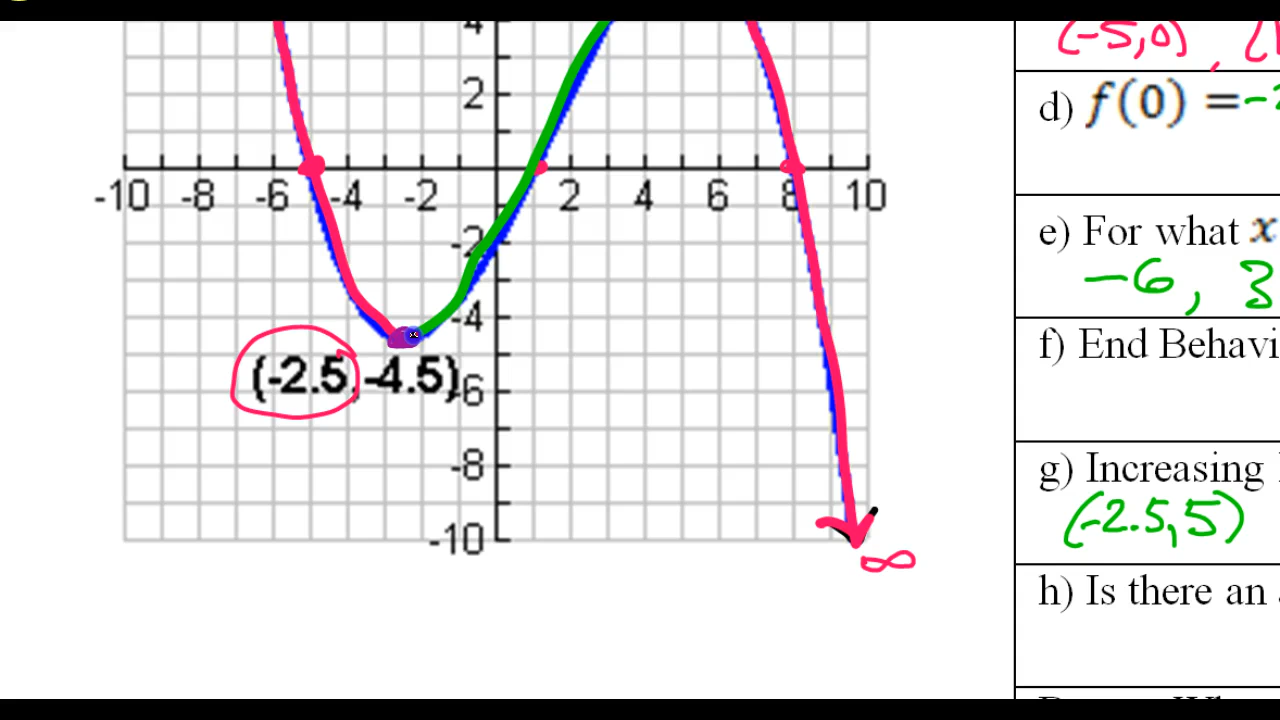 4
2
-10 -8 -6 -4 -2 2 4 6 8 10
-2
-4
(-2.5, -4.5)
-6
-8
-10
∞
(-5,0) ,
d) f(0) = -2
e) For what x
-6, 3
f) End Behavi
g) Increasing
(-2.5, 5)
h) Is there an